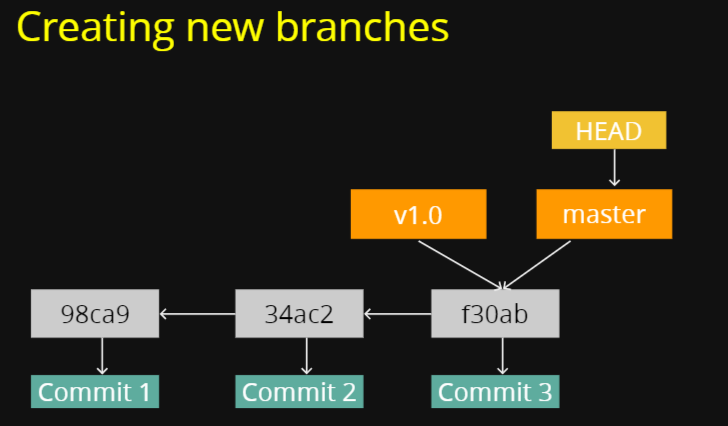 Creating new branches
HEAD
v1.0
master
98ca9
34ac2
f30ab
Commit 1
Commit 2
Commit 3